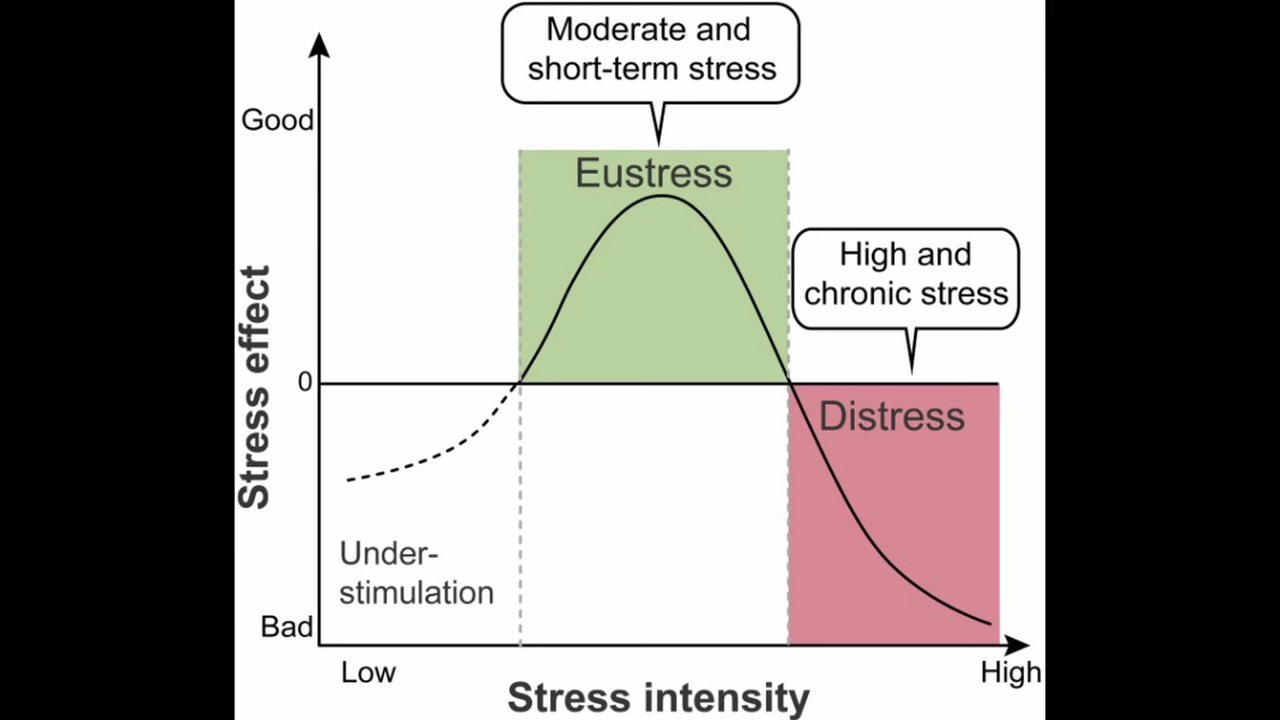 Moderate and
short-term stress
Good
Eustress
High and
chronic stress
Stress effect
0
Distress
Under-
stimulation
Bad
Low
High
Stress intensity